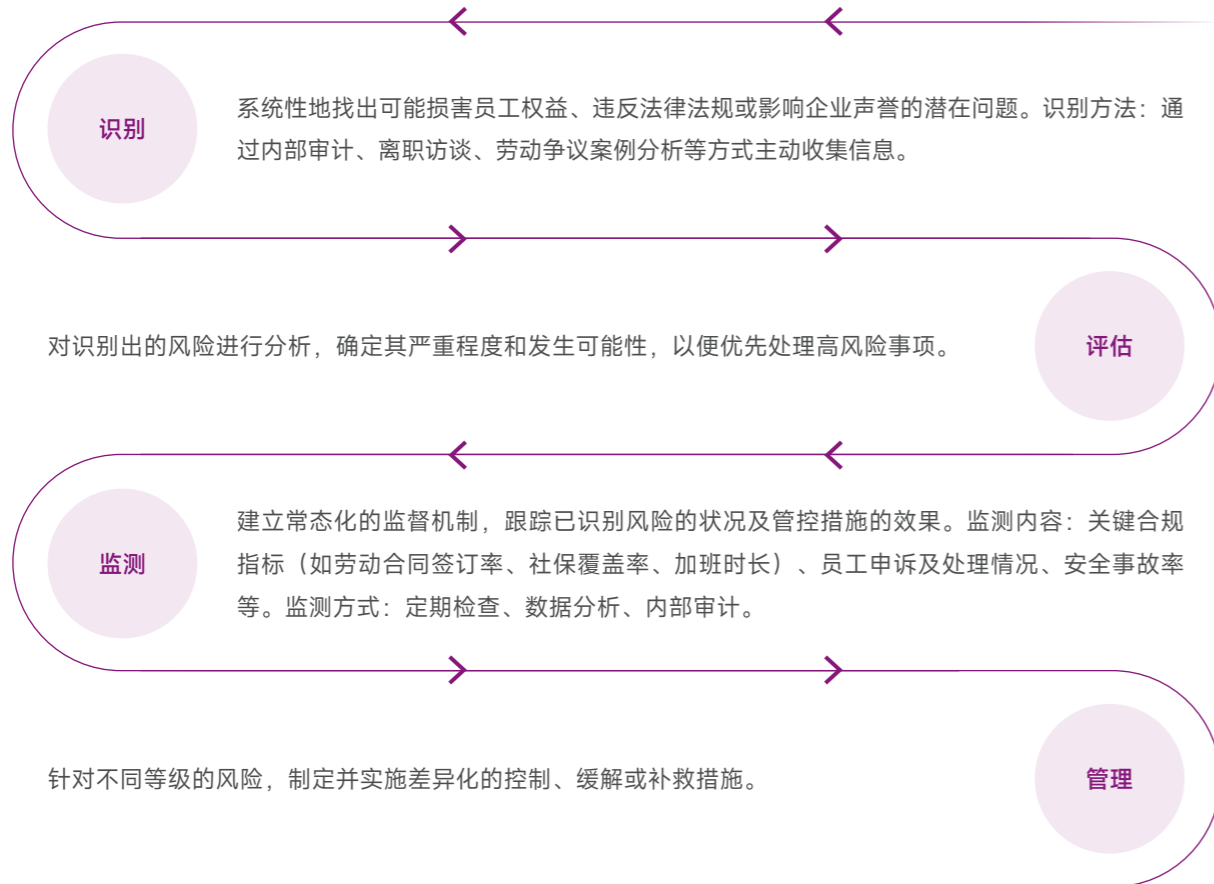 识别
系统性地找出可能损害员工权益、违反法律法规或影响企业声誉的潜在问题。识别方法：通
过内部审计、离职访谈、劳动争议案例分析等方式主动收集信息。
对识别出的风险进行分析，确定其严重程度和发生可能性，以便优先处理高风险事项。
评估
监测
建立常态化的监督机制，跟踪已识别风险的状况及管控措施的效果。监测内容：关键合规
指标（如劳动合同签订率、社保覆盖率、加班时长）、员工申诉及处理情况、安全事故率
等。监测方式：定期检查、数据分析、内部审计。
针对不同等级的风险，制定并实施差异化的控制、缓解或补救措施。
管理